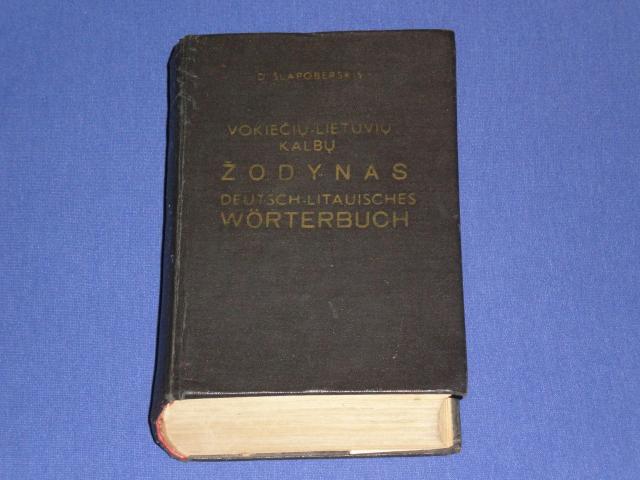 D. ŠLAPOBERSKIS
VOKIEČIŲ-LIETUVIŲ
KALBŲ
ŽODYNAS
DEUTSCH-LITAUISCHES
WÖRTERBUCH